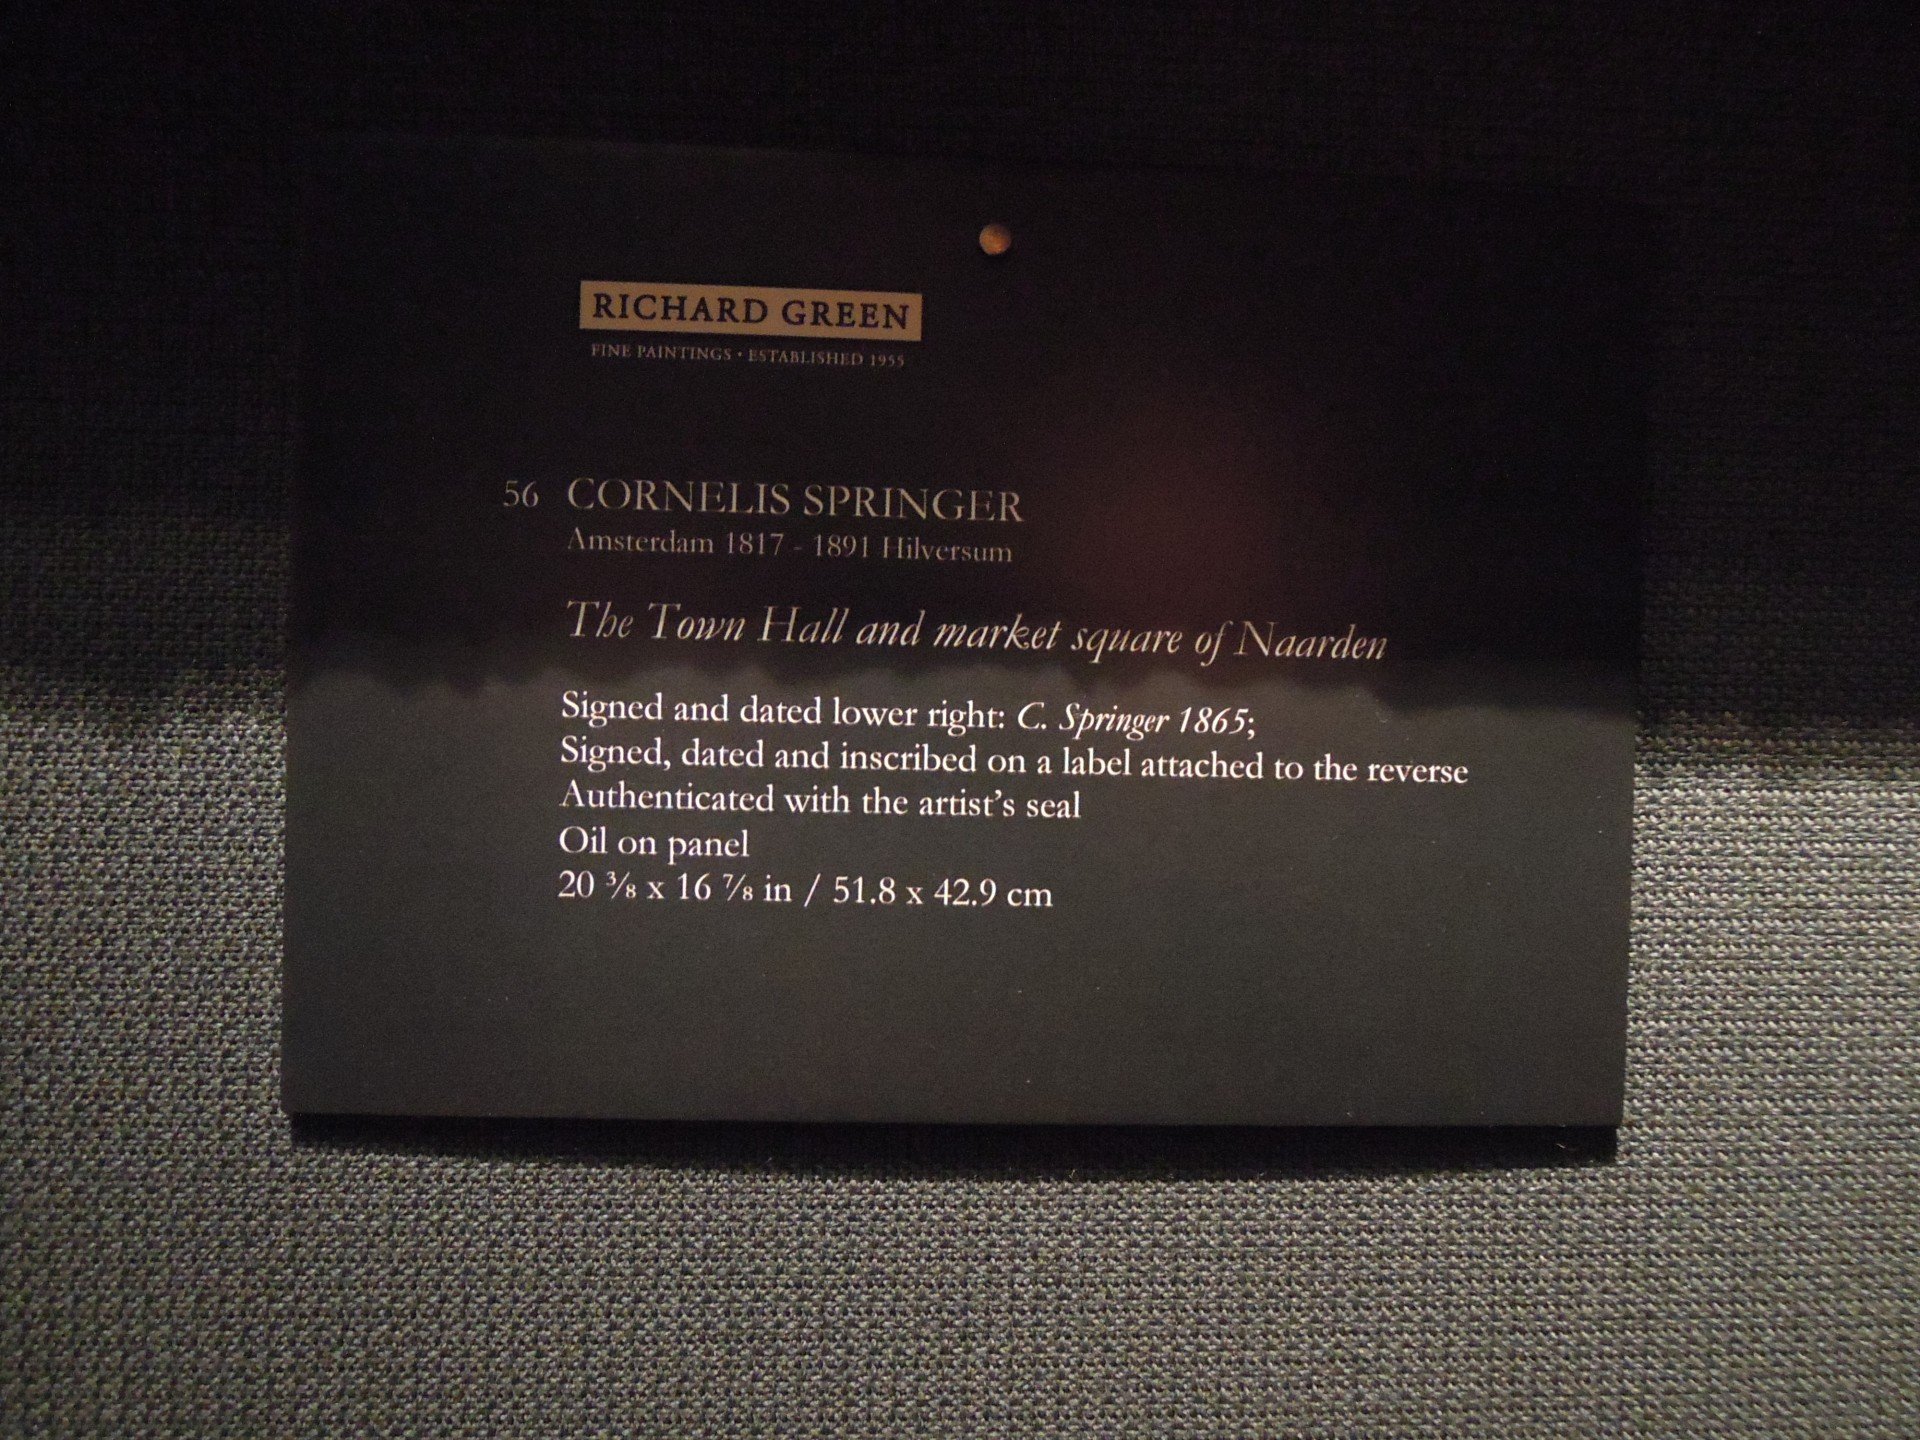 RICHARD GREEN
FINE PAINTINGS • ESTABLISHED 1955
56 CORNELIS SPRINGER
Amsterdam 1817 - 1891 Hilversum
The Town Hall and market square of Naarden
Signed and dated lower right: C. Springer 1865;
Signed, dated and inscribed on a label attached to the reverse
Authenticated with the artist's seal
Oil on panel
20 ⅜ x 16 ⅞ in / 51.8 x 42.9 cm